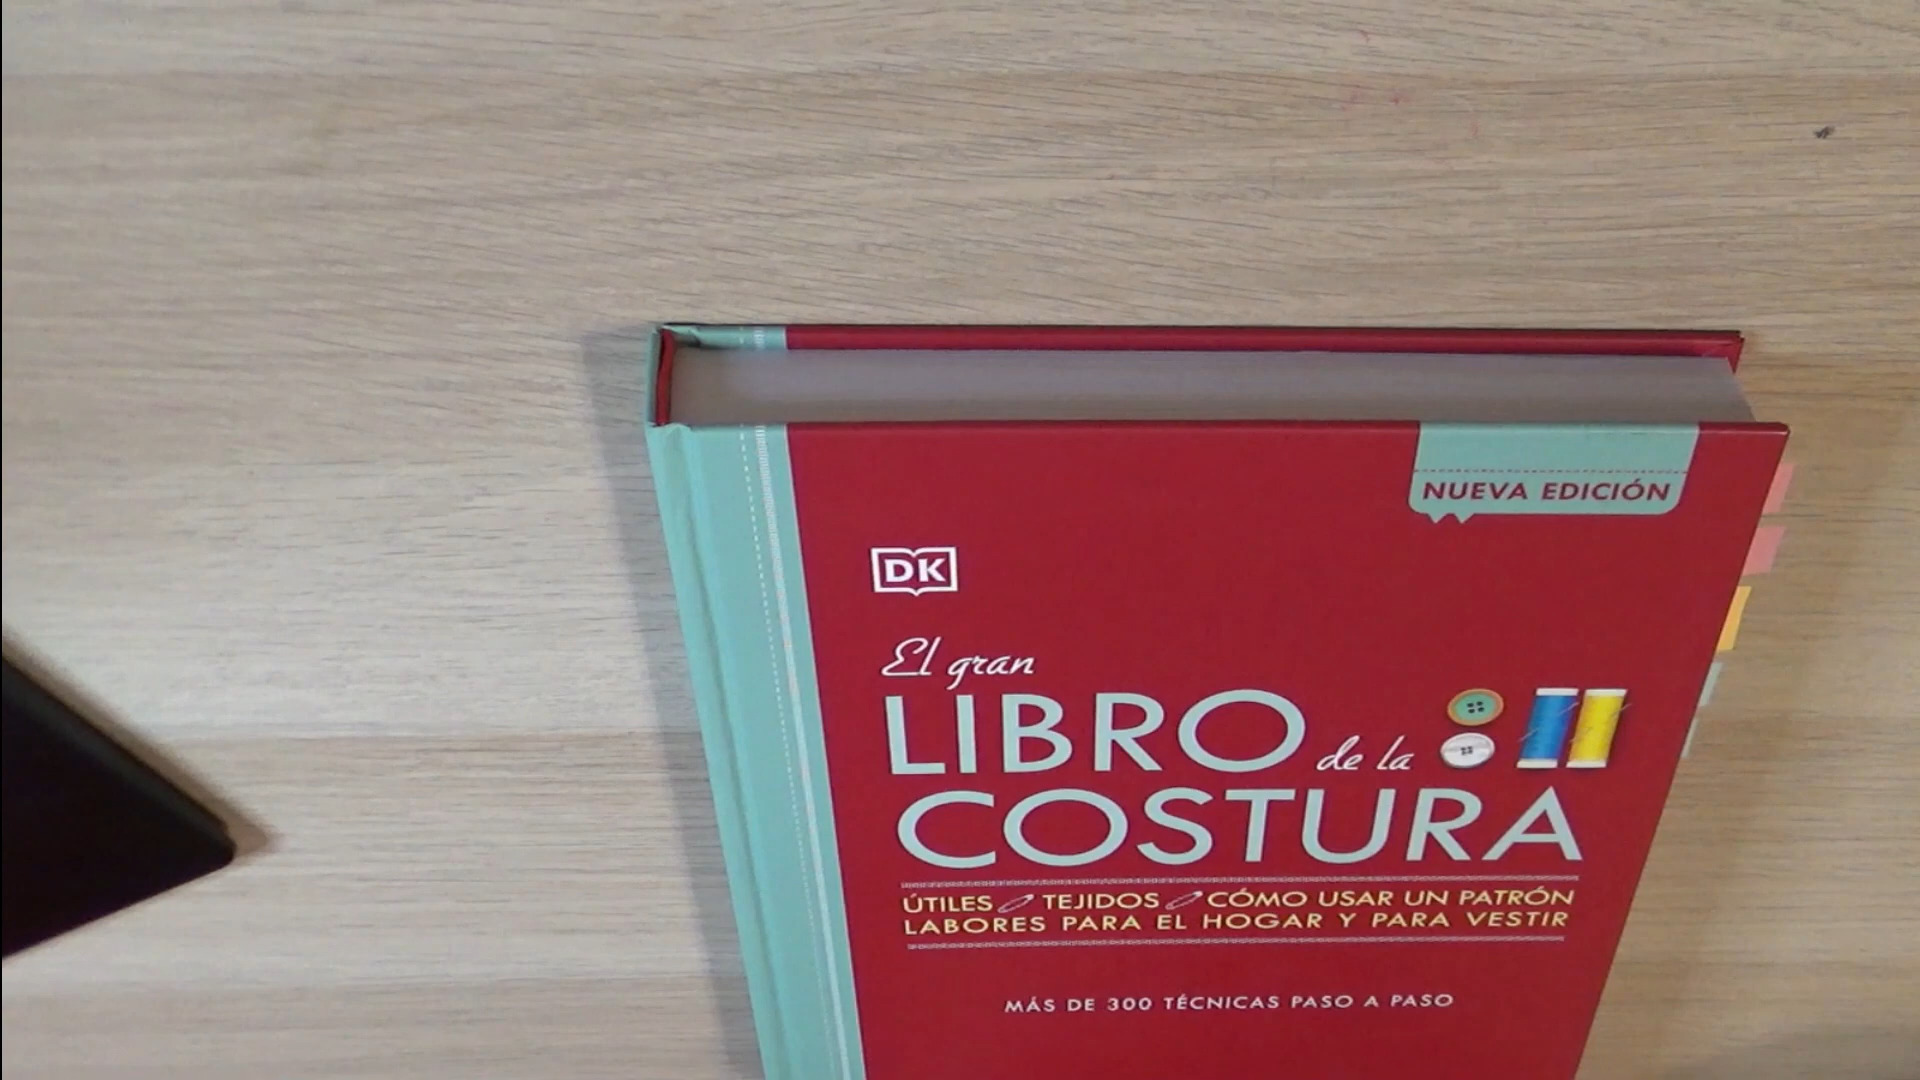 NUEVA EDICIÓN
DK
El gran
LIBRO de la
COSTURA
ÚTILES TEJIDOS CÓMO USAR UN PATRÓN
LABORES PARA EL HOGAR Y PARA VESTIR
MÁS DE 300 TÉCNICAS PASO A PASO